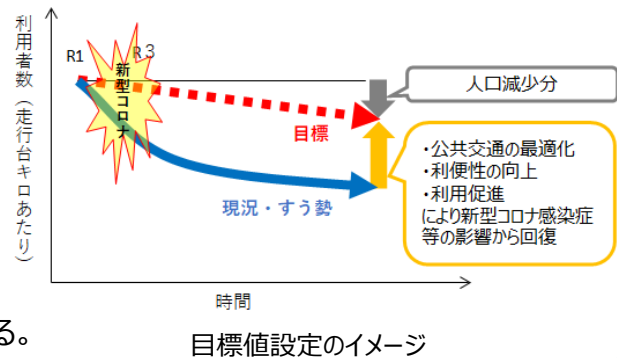 利用者数（走行台キロあたり）
R1
R3
新型コロナ
人口減少分
目標
・公共交通の最適化
・利便性の向上
・利用促進
により新型コロナ感染症
等の影響から回復
現況・すう勢
時間
る。
目標値設定のイメージ